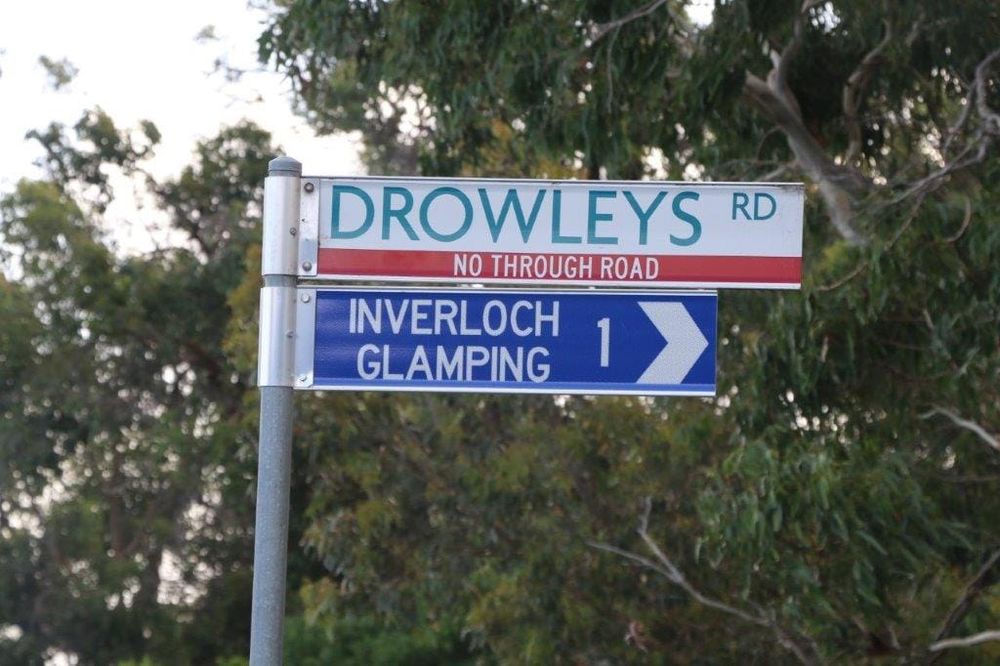 DROWLEYS RD
NO THROUGH ROAD
INVERLOCH
GLAMPING 1